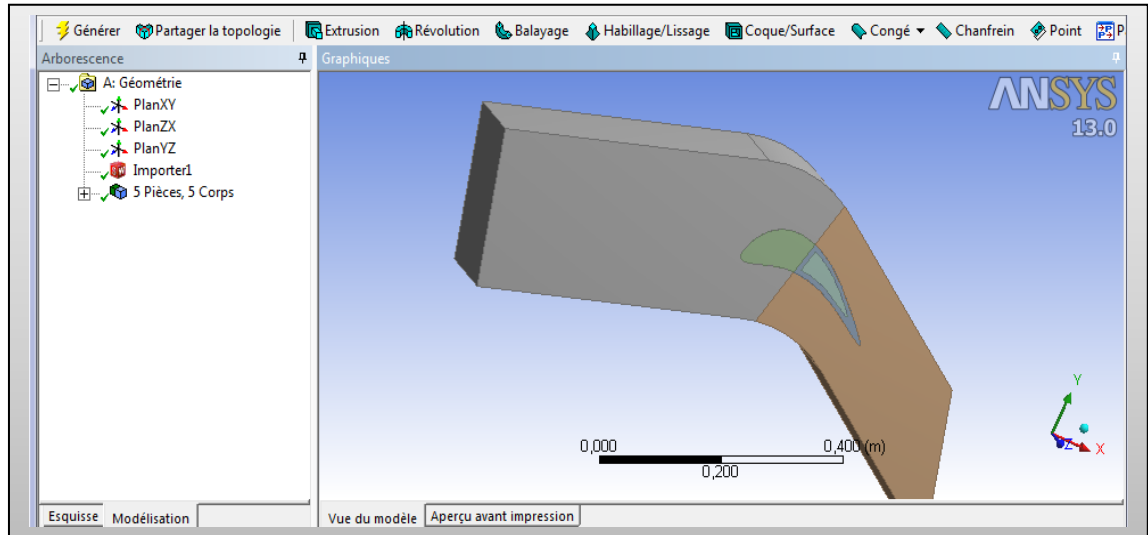 Générer Partager la topologie Extrusion Révolution Balayage Habillage/Lissage Coque/Surface Congé Chanfrein Point P
Arborescence Graphiques
A: Géométrie
PlanXY
PlanZX
PlanYZ
Importer1
5 Pièces, 5 Corps
ANSYS
13.0
Y
X
Z
0,000 0,400 (m)
0,200
Esquisse Modélisation Vue du modèle Aperçu avant impression